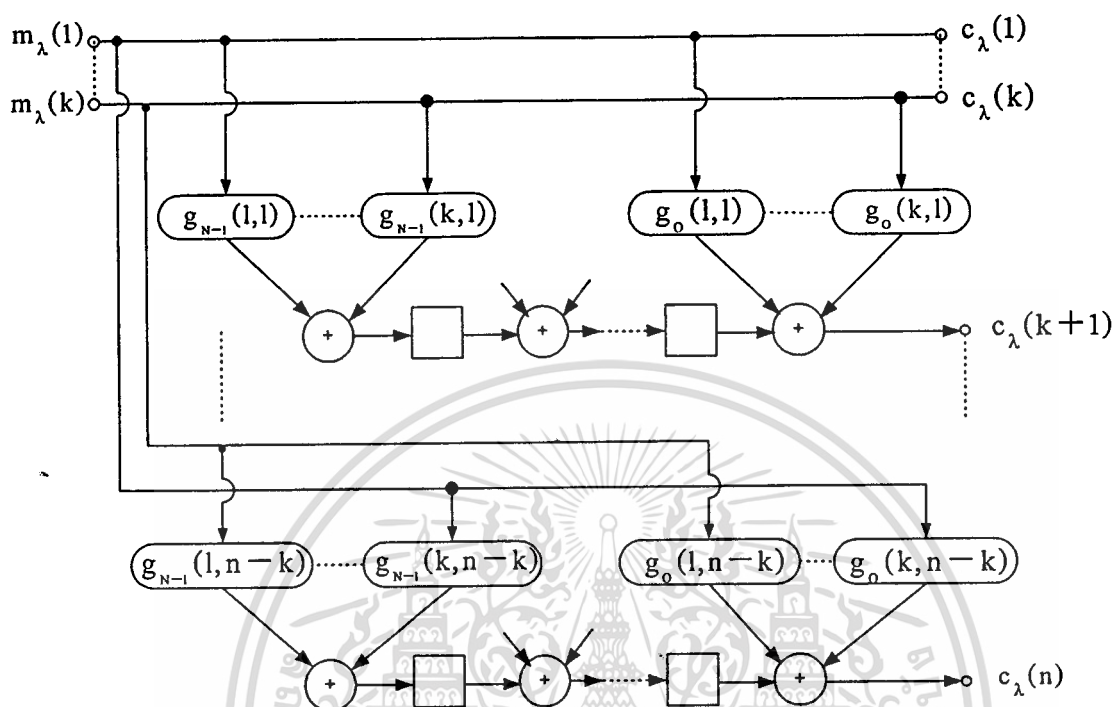 m_λ(1) c_λ(1)
m_λ(k) c_λ(k)
g_{N-1}(1,1) g_{N-1}(k,1) g_0(1,1) g_0(k,1)
+ + + c_λ(k+1)
g_{N-1}(1,n-k) g_{N-1}(k,n-k) g_0(1,n-k) g_0(k,n-k)
+ + + c_λ(n)